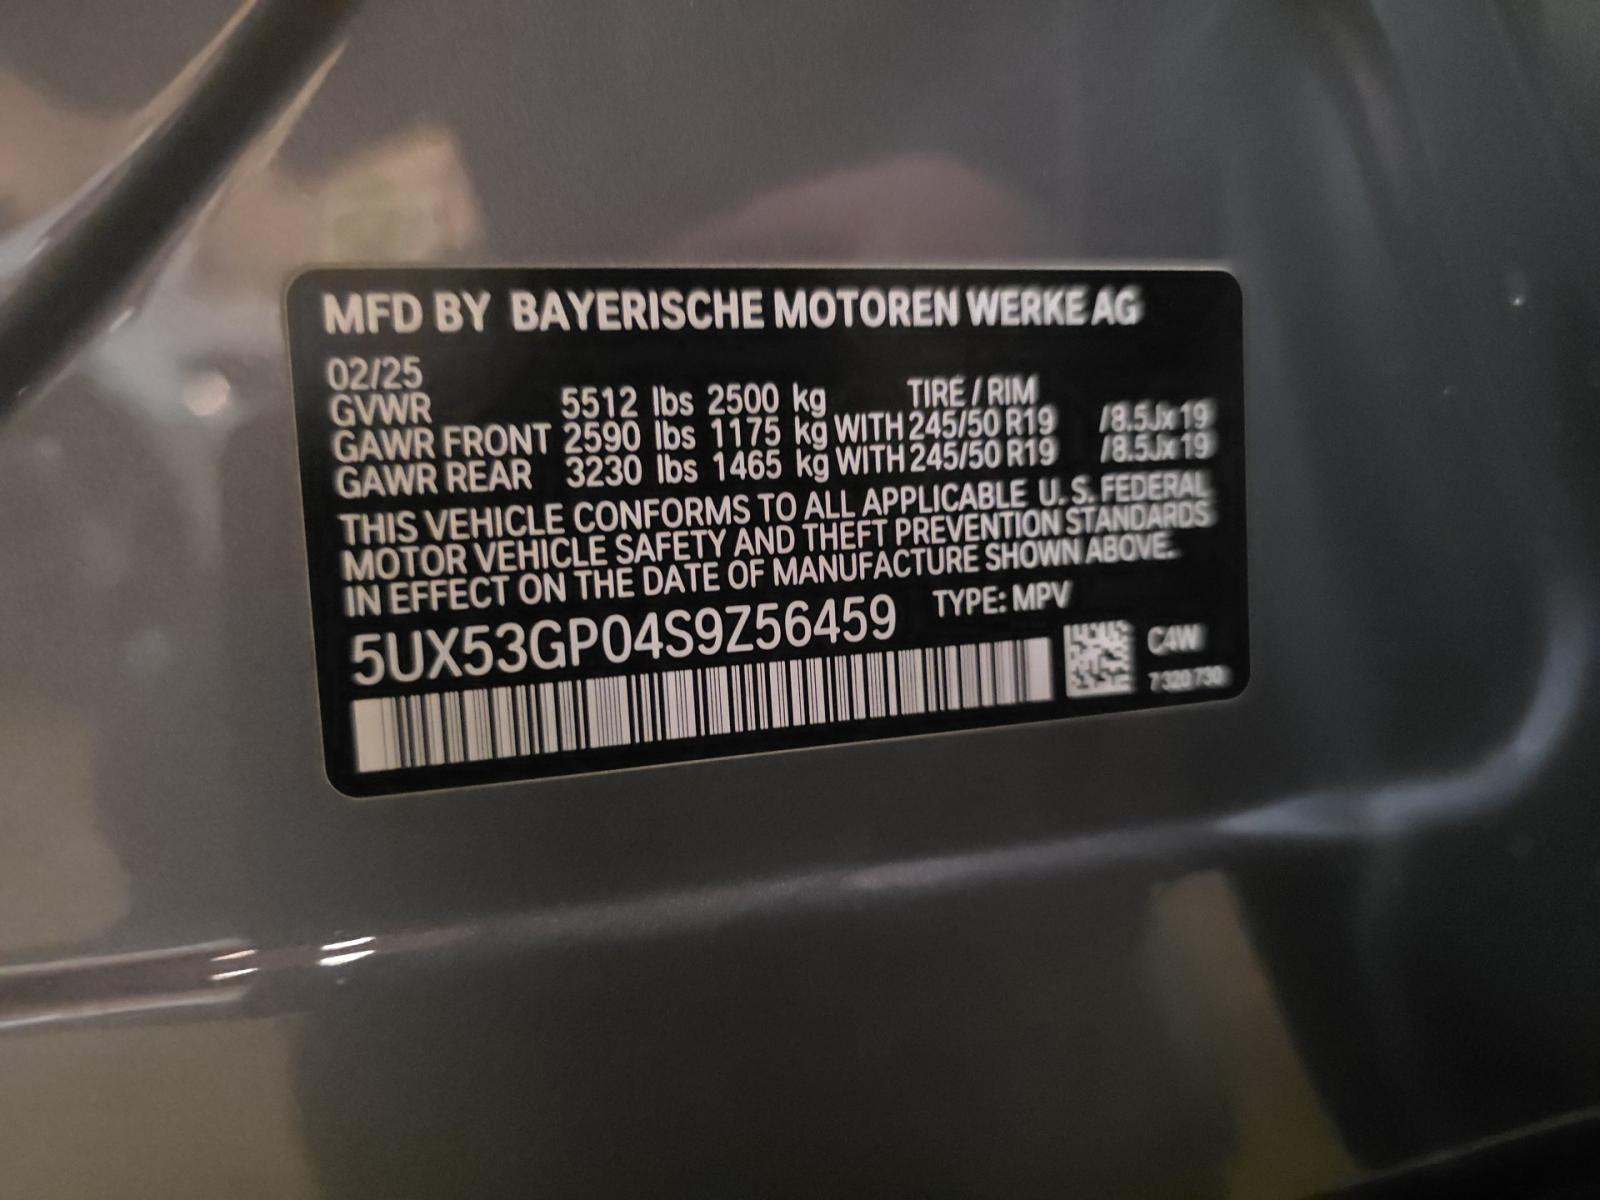 MFD BY BAYERISCHE MOTOREN WERKE AG
02/25
TIRE / RIM
GVWR 5512 lbs 2500 kg
GAWR FRONT 2590 lbs 1175 kg WITH 245/50 R19 /8.5Jx19
GAWR REAR 3230 lbs 1465 kg WITH 245/50 R19 /8.5Jx19
THIS VEHICLE CONFORMS TO ALL APPLICABLE U.S. FEDERAL
MOTOR VEHICLE SAFETY AND THEFT PREVENTION STANDARDS
IN EFFECT ON THE DATE OF MANUFACTURE SHOWN ABOVE.
5UX53GP04S9Z56459 TYPE: MPV
C4W
7320730